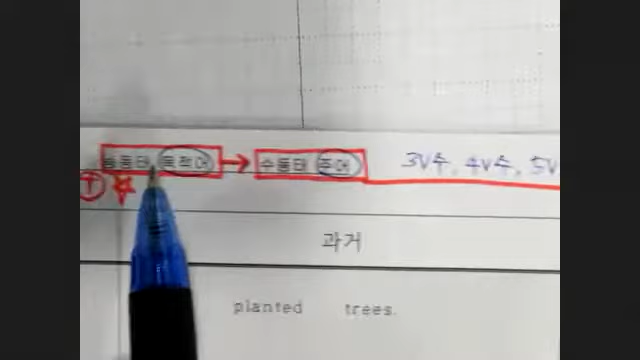 능동태 목적어 → 수동태 주어 3V수, 4V수, 5V
T ☆
과거
planted trees.